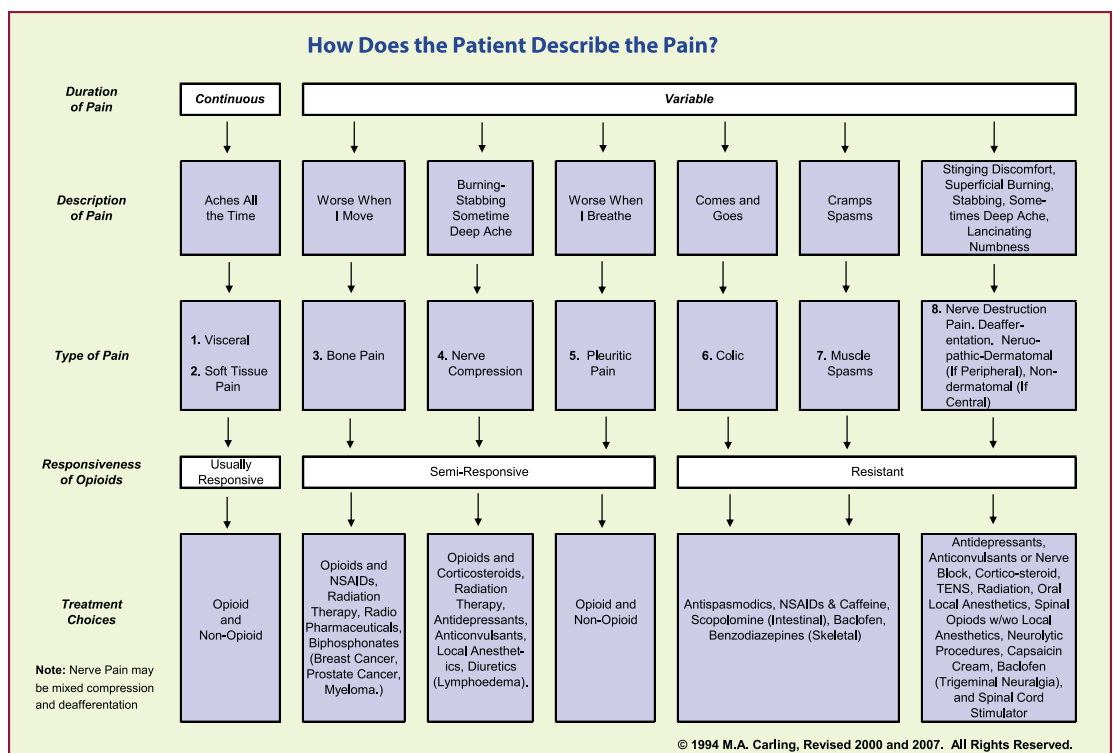 How Does the Patient Describe the Pain?
Duration
of Pain
Continuous
Variable
Description
of Pain
Aches All
the Time
Worse When
I Move
Burning-
Stabbing
Sometime
Deep Ache
Worse When
I Breathe
Comes and
Goes
Cramps
Spasms
Stinging Discomfort,
Superficial Burning,
Stabbing, Some-
times Deep Ache,
Lancinating
Numbness
Type of Pain
1. Visceral
2. Soft Tissue
Pain
3. Bone Pain
4. Nerve
Compression
5. Pleuritic
Pain
6. Colic
7. Muscle
Spasms
8. Nerve Destruction
Pain. Deaffer-
entation. Neruo-
pathic-Dermatomal
(If Peripheral), Non-
dermatomal (If
Central)
Responsiveness
of Opioids
Usually
Responsive
Semi-Responsive
Resistant
Treatment
Choices
Opioid
and
Non-Opioid
Opioids and
NSAIDs,
Radiation
Therapy, Radio
Pharmaceuticals,
Biphosphonates
(Breast Cancer,
Prostate Cancer,
Myeloma.)
Opioids and
Corticosteroids,
Radiation
Therapy,
Antidepressants,
Anticonvulsants,
Local Anesthet-
ics, Diuretics
(Lymphoedema).
Opioid and
Non-Opioid
Antispasmodics, NSAIDs & Caffeine,
Scopolomine (Intestinal), Baclofen,
Benzodiazepines (Skeletal)
Antidepressants,
Anticonvulsants or Nerve
Block, Cortico-steroid,
TENS, Radiation, Oral
Local Anesthetics, Spinal
Opiods w/wo Local
Anesthetics, Neurolytic
Procedures, Capsaicin
Cream, Baclofen
(Trigeminal Neuralgia),
and Spinal Cord
Stimulator
Note: Nerve Pain may
be mixed compression
and deafferentation
© 1994 M.A. Carling, Revised 2000 and 2007. All Rights Reserved.